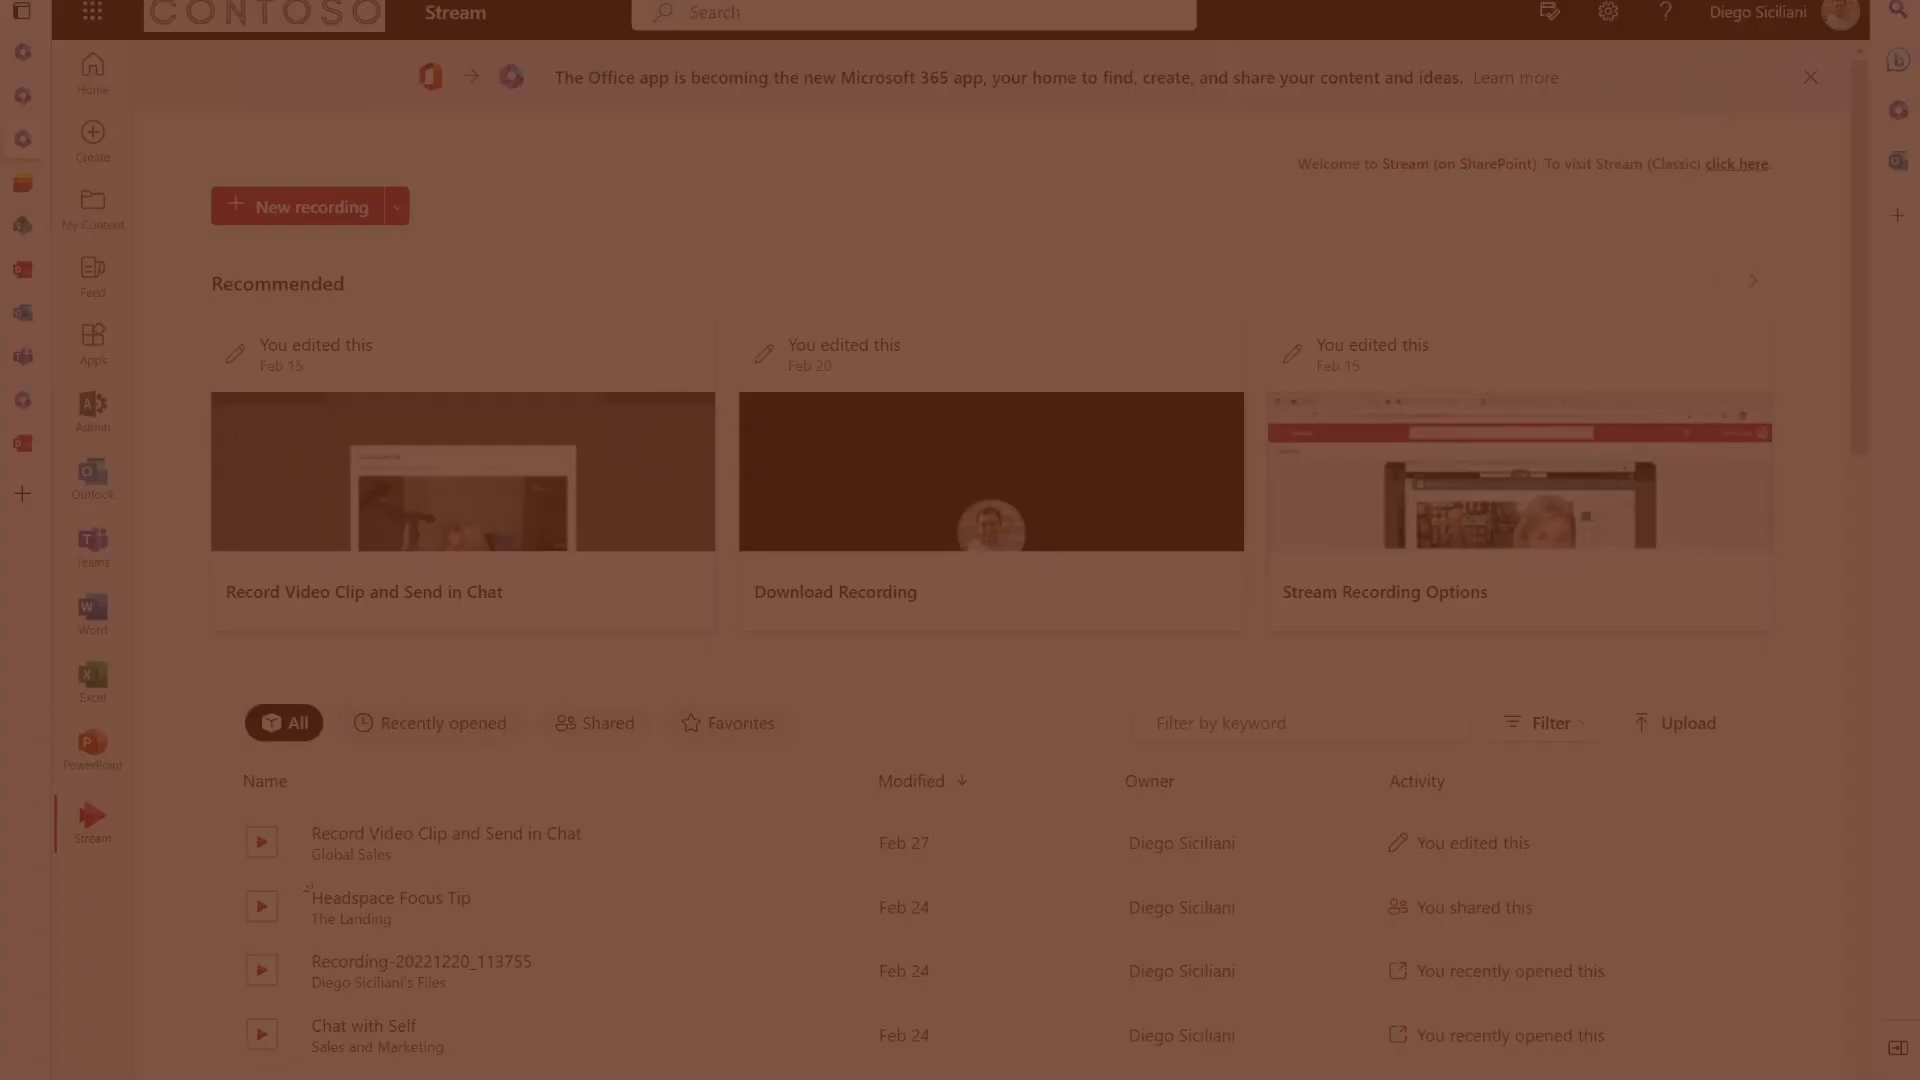 CONTOSO
Stream
Search
Diego Siciliani
Home
Create
My Content
Feed
Apps
Admin
Outlook
Teams
Word
Excel
PowerPoint
Stream
The Office app is becoming the new Microsoft 365 app, your home to find, create, and share your content and ideas. Learn more
Welcome to Stream (on SharePoint). To visit Stream (Classic) click here.
New recording
Recommended
You edited this
Feb 15
Record Video Clip and Send in Chat
You edited this
Feb 20
Download Recording
You edited this
Feb 15
Stream Recording Options
All Recently opened Shared Favorites Filter by keyword Filter Upload
Name Modified Owner Activity
Record Video Clip and Send in Chat
Global Sales
Feb 27 Diego Siciliani You edited this
Headspace Focus Tip
The Landing
Feb 24 Diego Siciliani You shared this
Recording-20221220_113755
Diego Siciliani's Files
Feb 24 Diego Siciliani You recently opened this
Chat with Self
Sales and Marketing
Feb 24 Diego Siciliani You recently opened this